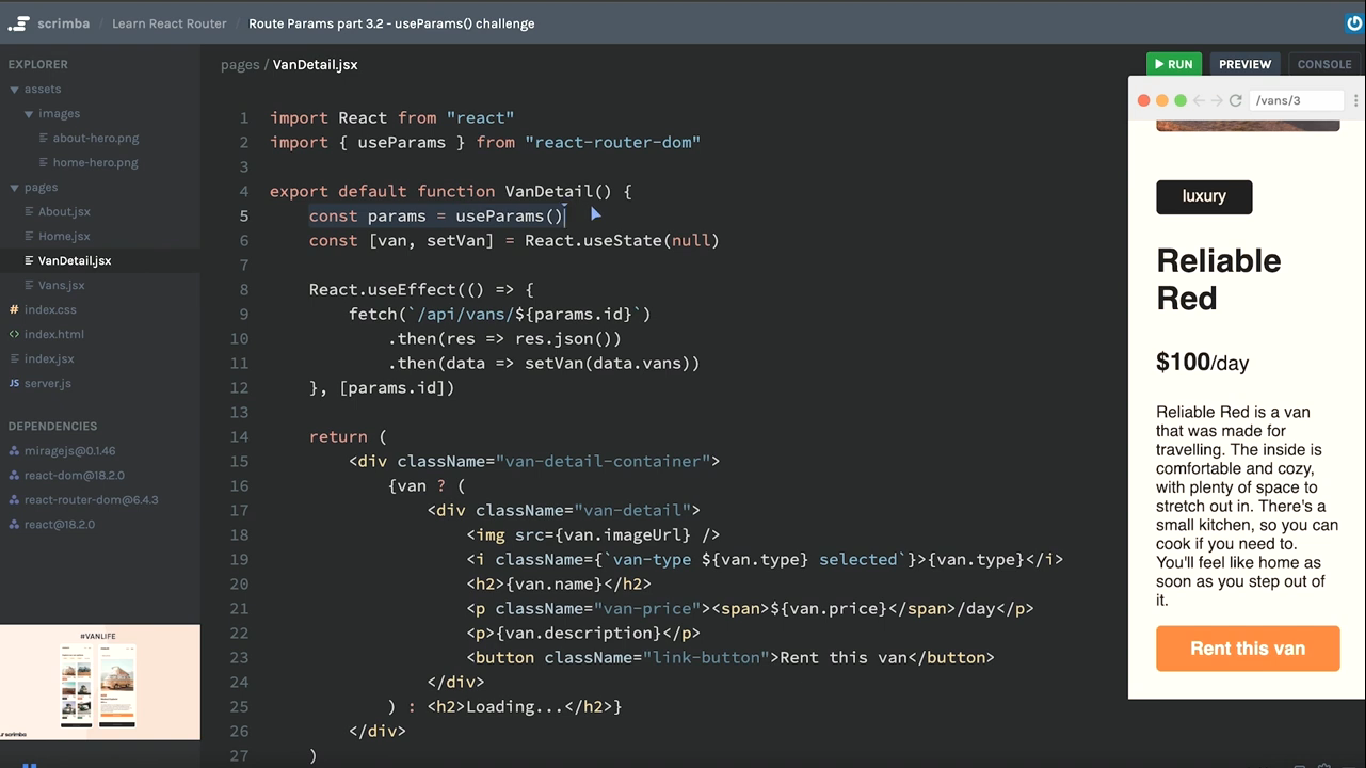 scrimba / Learn React Router / Route Params part 3.2 - useParams() challenge
EXPLORER
assets
images
about-hero.png
home-hero.png
pages
About.jsx
Home.jsx
VanDetail.jsx
Vans.jsx
# index.css
<> index.html
index.jsx
JS server.js
DEPENDENCIES
miragejs@0.1.46
react-dom@18.2.0
react-router-dom@6.4.3
react@18.2.0
#VANLIFE
scrimba
pages / VanDetail.jsx
1 import React from "react"
2 import { useParams } from "react-router-dom"
3
4 export default function VanDetail() {
5 const params = useParams()
6 const [van, setVan] = React.useState(null)
7
8 React.useEffect(() => {
9 fetch(`/api/vans/${params.id}`)
10 .then(res => res.json())
11 .then(data => setVan(data.vans))
12 }, [params.id])
13
14 return (
15 <div className="van-detail-container">
16 {van ? (
17 <div className="van-detail">
18 <img src={van.imageUrl} />
19 <i className={`van-type ${van.type} selected`}>{van.type}</i>
20 <h2>{van.name}</h2>
21 <p className="van-price"><span>${van.price}</span>/day</p>
22 <p>{van.description}</p>
23 <button className="link-button">Rent this van</button>
24 </div>
25 ) : <h2>Loading...</h2>}
26 </div>
27 )
RUN PREVIEW CONSOLE
/vans/3
luxury
Reliable
Red
$100/day
Reliable Red is a van
that was made for
travelling. The inside is
comfortable and cozy,
with plenty of space to
stretch out in. There's a
small kitchen, so you can
cook if you need to.
You'll feel like home as
soon as you step out of
it.
Rent this van